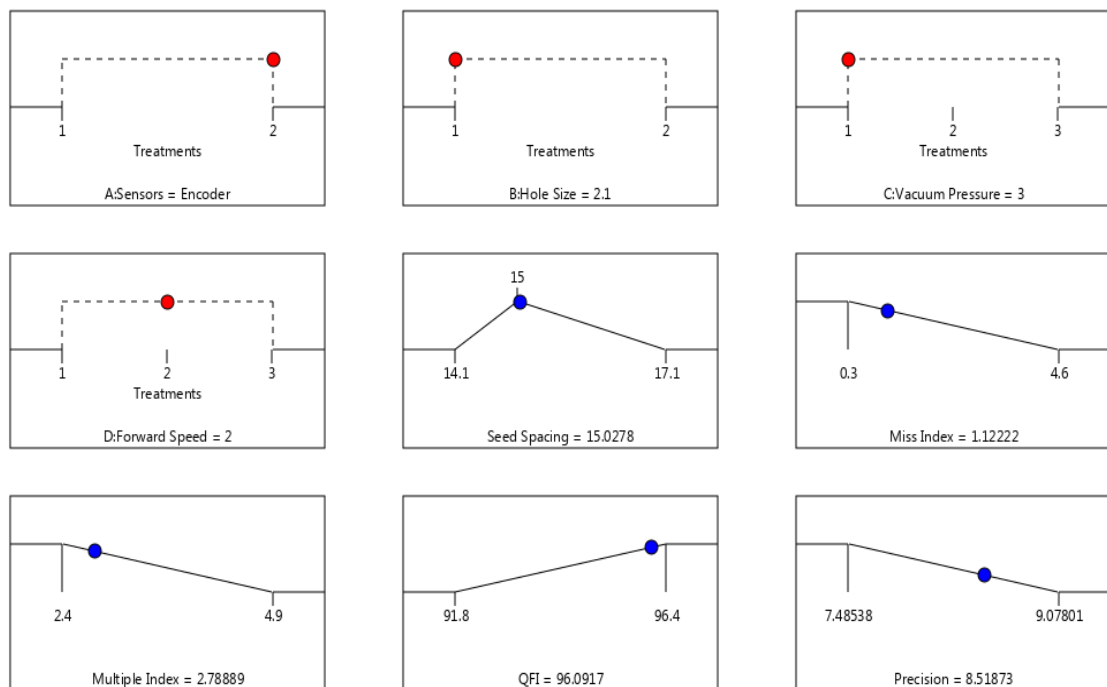 1 2
Treatments
A:Sensors = Encoder
1 2
Treatments
B:Hole Size = 2.1
1 2 3
Treatments
C:Vacuum Pressure = 3
1 2 3
Treatments
D:Forward Speed = 2
15
14.1 17.1
Seed Spacing = 15.0278
0.3 4.6
Miss Index = 1.12222
2.4 4.9
Multiple Index = 2.78889
91.8 96.4
QFI = 96.0917
7.48538 9.07801
Precision = 8.51873